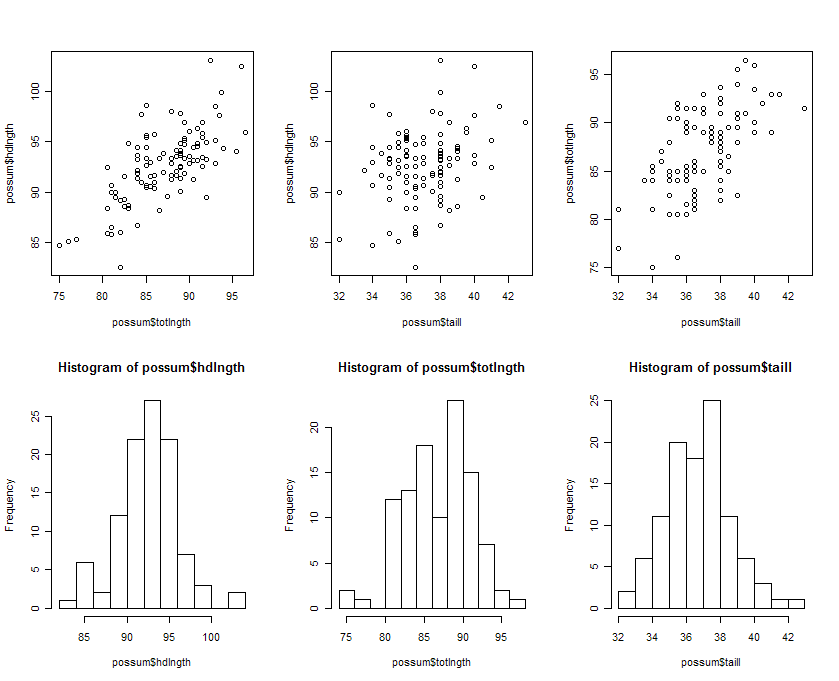 possum$hdlngth
100
95
90
85
75 80 85 90 95
possum$totlngth
possum$hdlngth
100
95
90
85
32 34 36 38 40 42
possum$taill
possum$totlngth
95
90
85
80
75
32 34 36 38 40 42
possum$taill
Histogram of possum$hdlngth
Frequency
25
20
15
10
5
0
85 90 95 100
possum$hdlngth
Histogram of possum$totlngth
Frequency
20
15
10
5
0
75 80 85 90 95
possum$totlngth
Histogram of possum$taill
Frequency
25
20
15
10
5
0
32 34 36 38 40 42
possum$taill